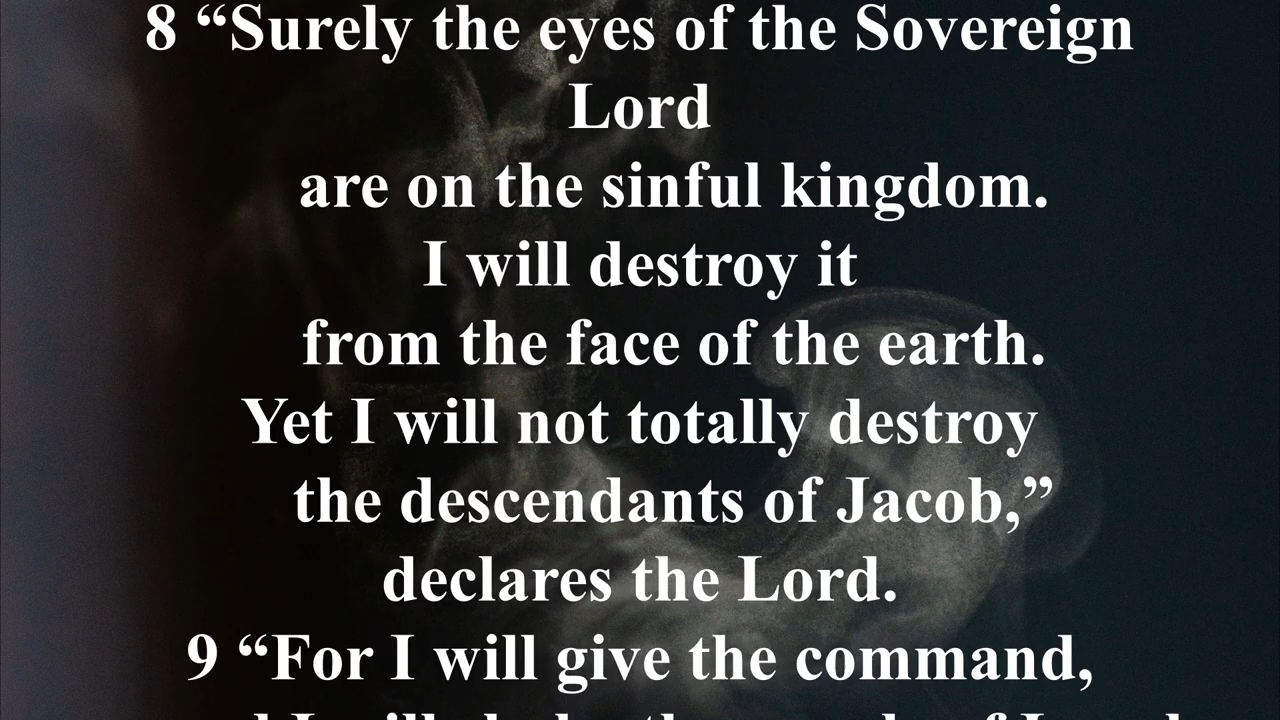 8 “Surely the eyes of the Sovereign
Lord
are on the sinful kingdom.
I will destroy it
from the face of the earth.
Yet I will not totally destroy
the descendants of Jacob,”
declares the Lord.
9 “For I will give the command,